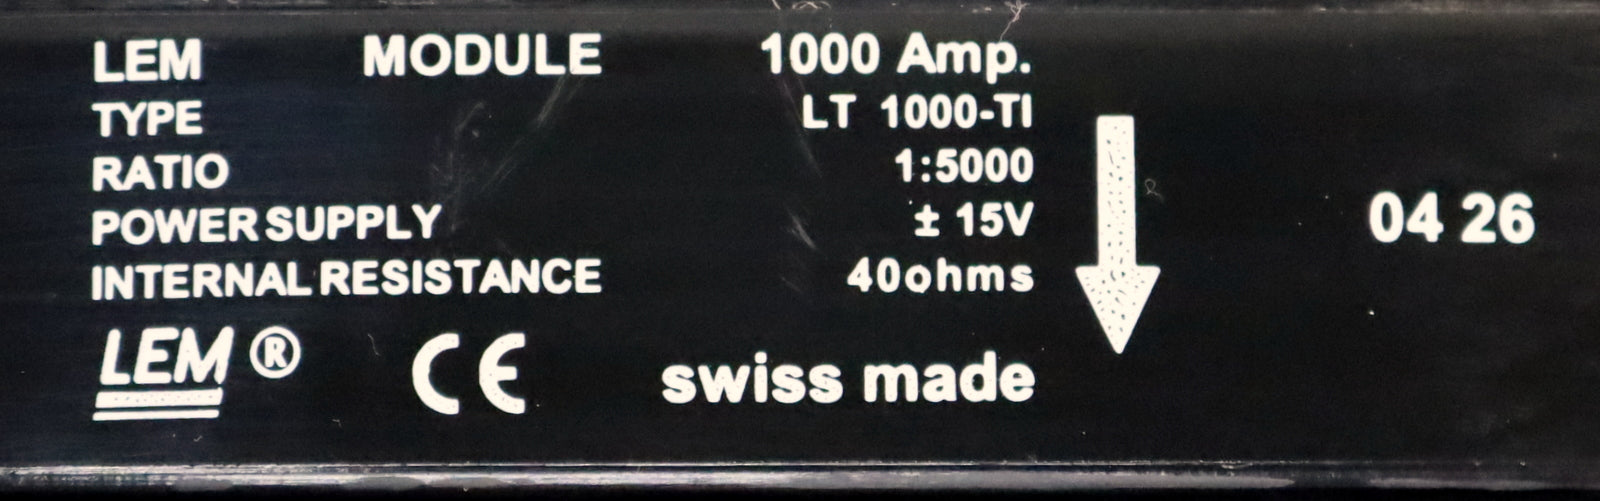 LEM MODULE 1000 Amp.
TYPE LT 1000-TI
RATIO 1:5000
POWER SUPPLY ± 15V
INTERNAL RESISTANCE 40ohms
04 26
LEM ® CE swiss made